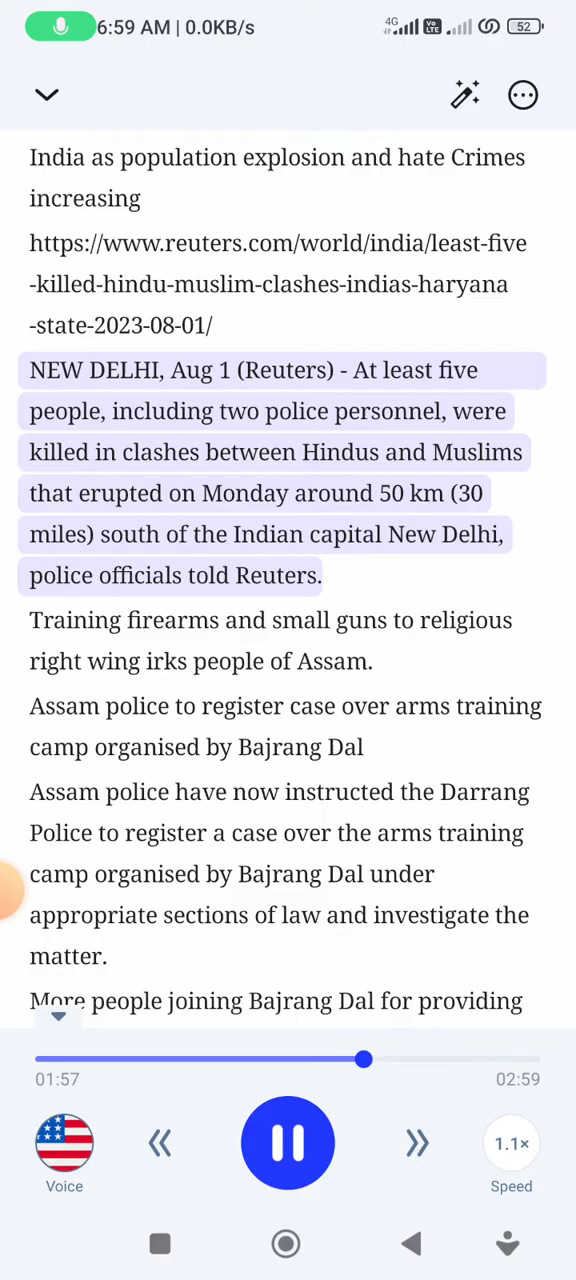 6:59 AM | 0.0KB/s
4G
Vo
LTE
52
India as population explosion and hate Crimes
increasing
https://www.reuters.com/world/india/least-five
-killed-hindu-muslim-clashes-indias-haryana
-state-2023-08-01/
NEW DELHI, Aug 1 (Reuters) - At least five
people, including two police personnel, were
killed in clashes between Hindus and Muslims
that erupted on Monday around 50 km (30
miles) south of the Indian capital New Delhi,
police officials told Reuters.
Training firearms and small guns to religious
right wing irks people of Assam.
Assam police to register case over arms training
camp organised by Bajrang Dal
Assam police have now instructed the Darrang
Police to register a case over the arms training
camp organised by Bajrang Dal under
appropriate sections of law and investigate the
matter.
More people joining Bajrang Dal for providing
01:57
02:59
1.1×
Voice
Speed